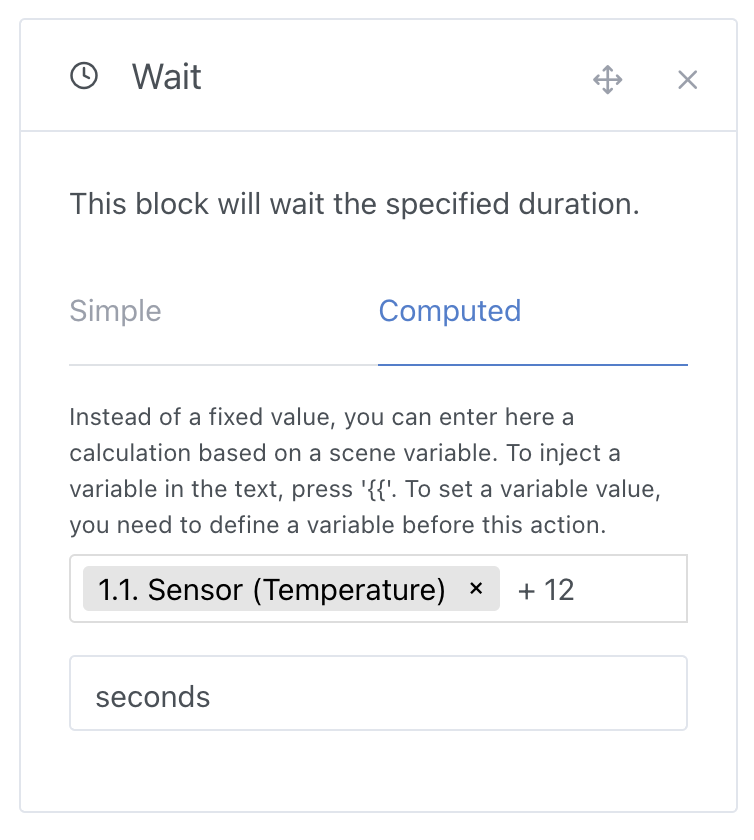 Wait
This block will wait the specified duration.
Simple
Computed
Instead of a fixed value, you can enter here a
calculation based on a scene variable. To inject a
variable in the text, press '{{'. To set a variable value,
you need to define a variable before this action.
1.1. Sensor (Temperature) × + 12
seconds